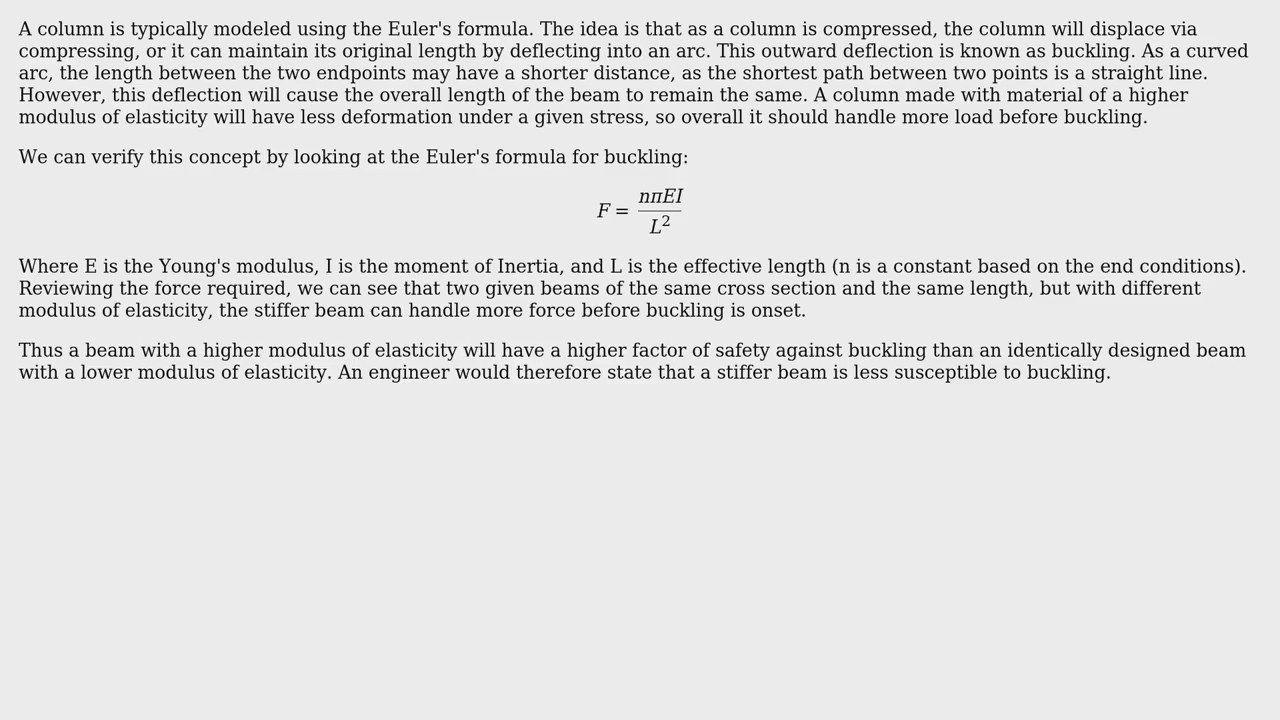 A column is typically modeled using the Euler's formula. The idea is that as a column is compressed, the column will displace via
compressing, or it can maintain its original length by deflecting into an arc. This outward deflection is known as buckling. As a curved
arc, the length between the two endpoints may have a shorter distance, as the shortest path between two points is a straight line.
However, this deflection will cause the overall length of the beam to remain the same. A column made with material of a higher
modulus of elasticity will have less deformation under a given stress, so overall it should handle more load before buckling.
We can verify this concept by looking at the Euler's formula for buckling:
F = nπEI / L²
Where E is the Young's modulus, I is the moment of Inertia, and L is the effective length (n is a constant based on the end conditions).
Reviewing the force required, we can see that two given beams of the same cross section and the same length, but with different
modulus of elasticity, the stiffer beam can handle more force before buckling is onset.
Thus a beam with a higher modulus of elasticity will have a higher factor of safety against buckling than an identically designed beam
with a lower modulus of elasticity. An engineer would therefore state that a stiffer beam is less susceptible to buckling.